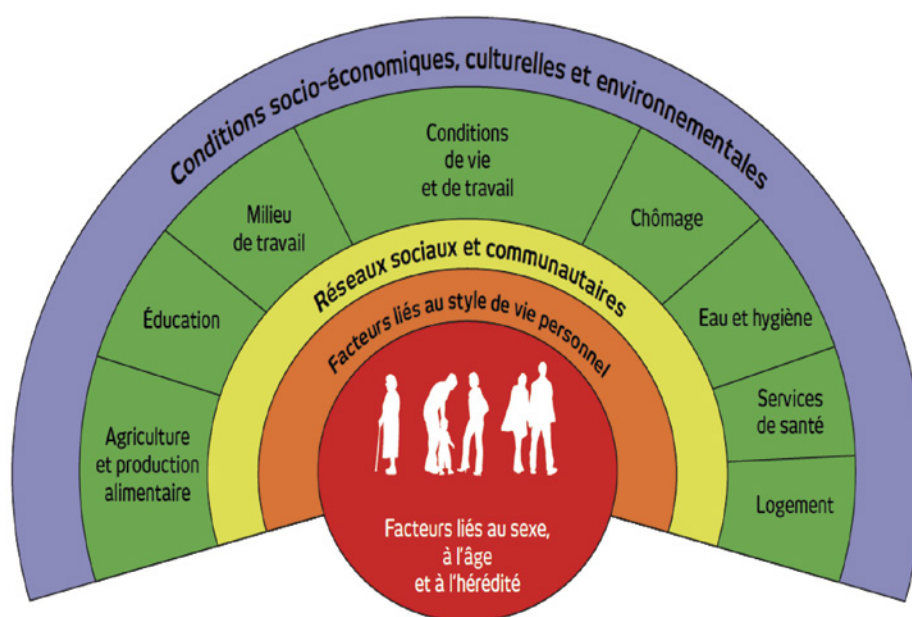 Conditions socio-économiques, culturelles et environnementales
Conditions
de vie
et de travail
Milieu
de travail
Chômage
Éducation
Eau et hygiène
Agriculture
et production
alimentaire
Services
de santé
Logement
Réseaux sociaux et communautaires
Facteurs liés au style de vie personnel
Facteurs liés au sexe,
à l'âge
et à l'hérédité